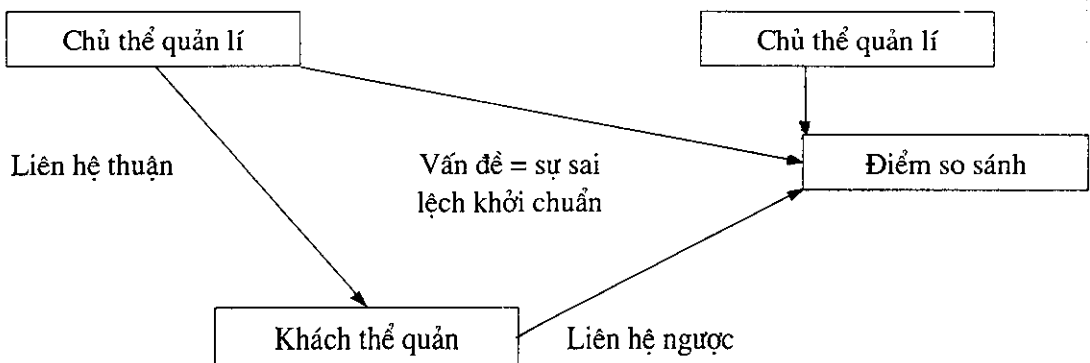 Chủ thể quản lí
Chủ thể quản lí
Liên hệ thuận
Vấn đề = sự sai
lệch khởi chuẩn
Điểm so sánh
Khách thể quản
Liên hệ ngược